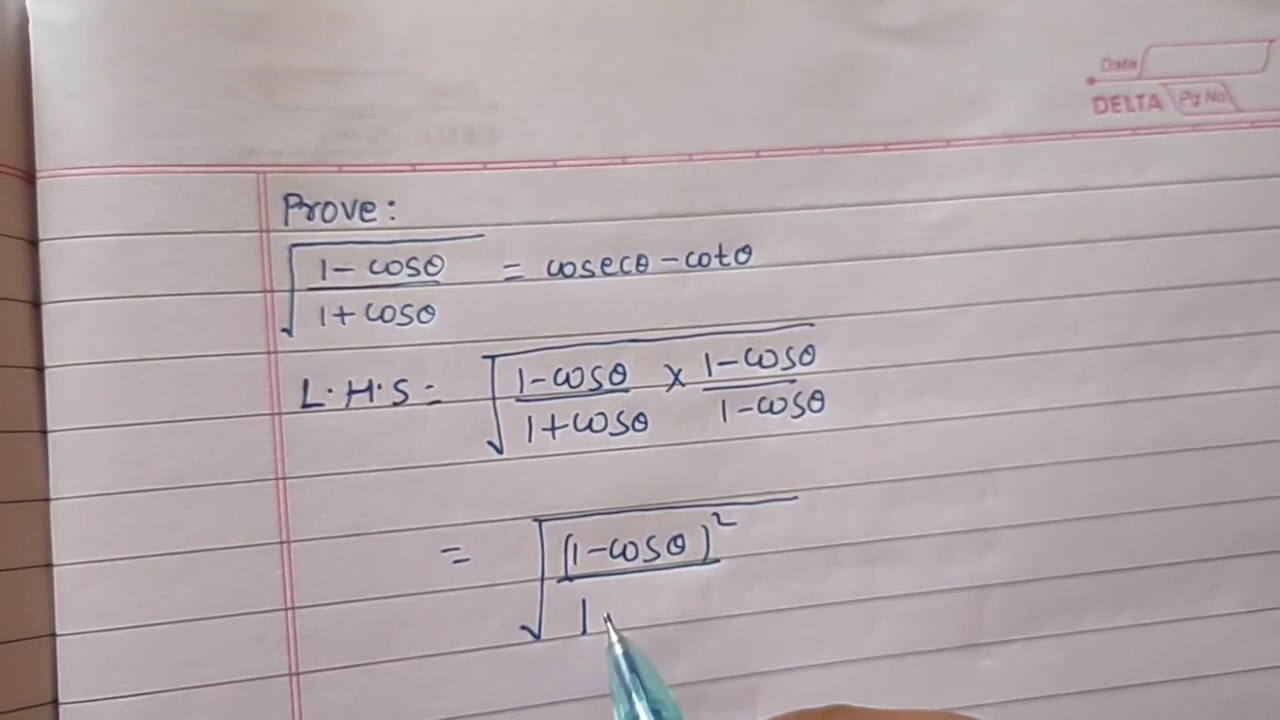 Data
DELTA Pg No.
Prove:
√((1-cosθ)/(1+cosθ)) = cosecθ-cotθ
L.H.S = √((1-cosθ)/(1+cosθ) × (1-cosθ)/(1-cosθ))
= √((1-cosθ)²/1